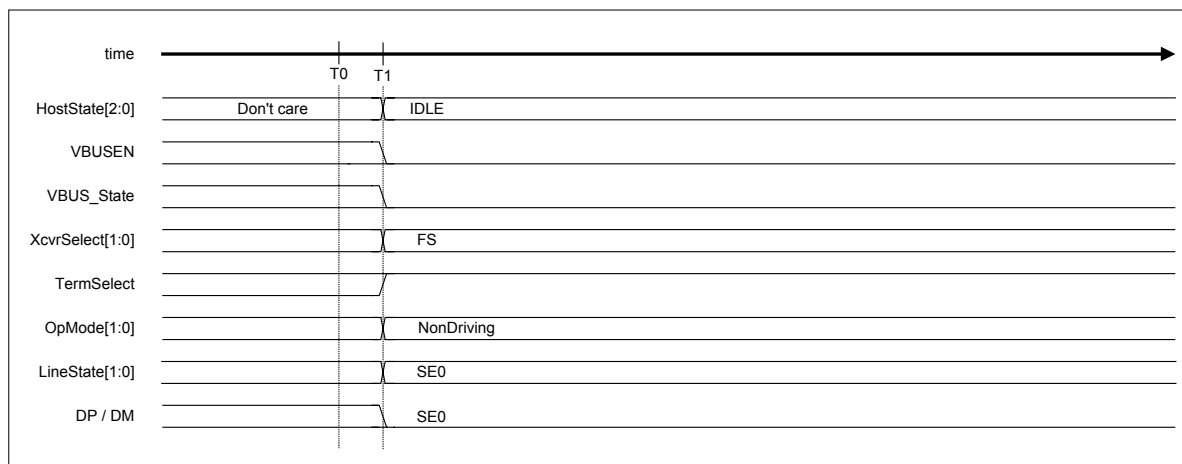 time
T0 T1
HostState[2:0] Don't care IDLE
VBUSEN
VBUS_State
XcvrSelect[1:0] FS
TermSelect
OpMode[1:0] NonDriving
LineState[1:0] SE0
DP / DM SE0